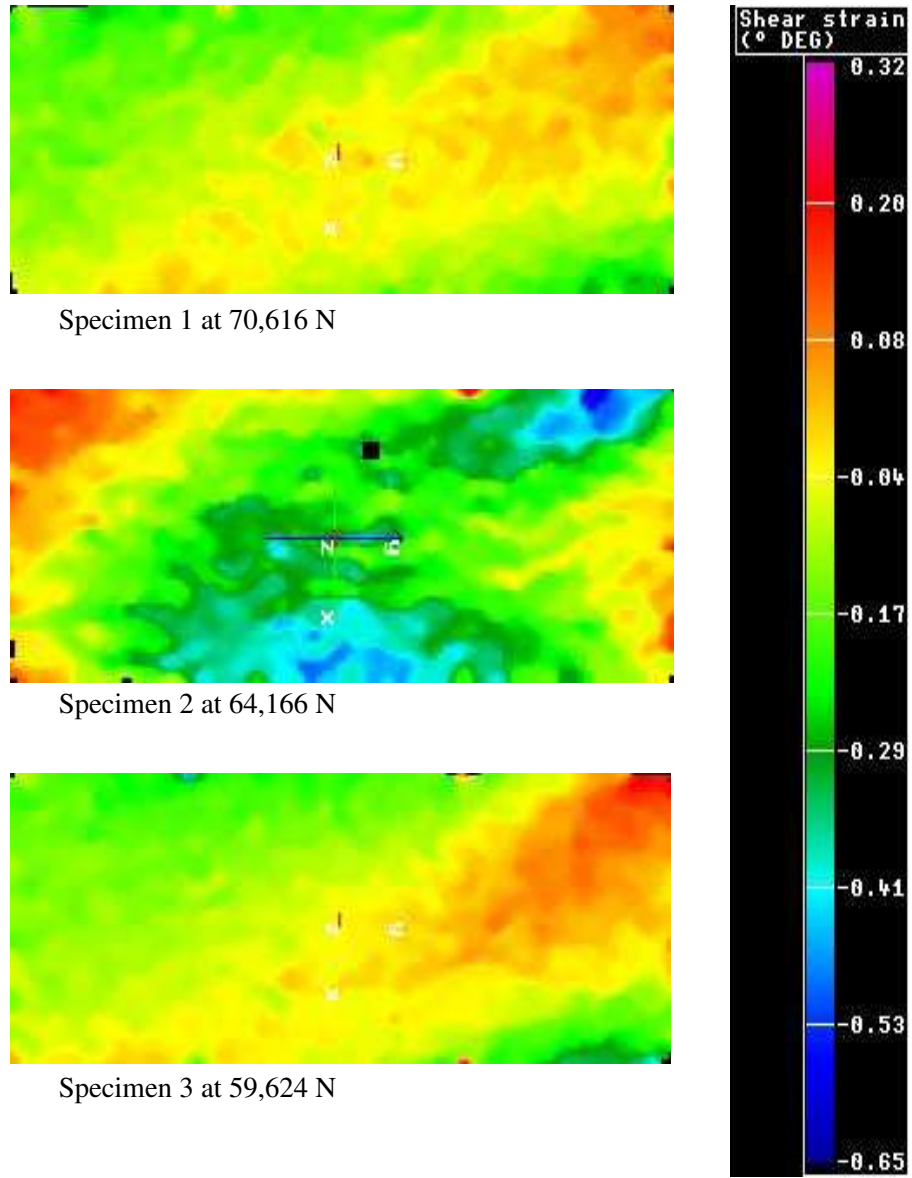 Shear strain
(° DEG)
0.32
0.20
0.08
-0.04
-0.17
-0.29
-0.41
-0.53
-0.65
Specimen 1 at 70,616 N
N
×
Specimen 2 at 64,166 N
Specimen 3 at 59,624 N